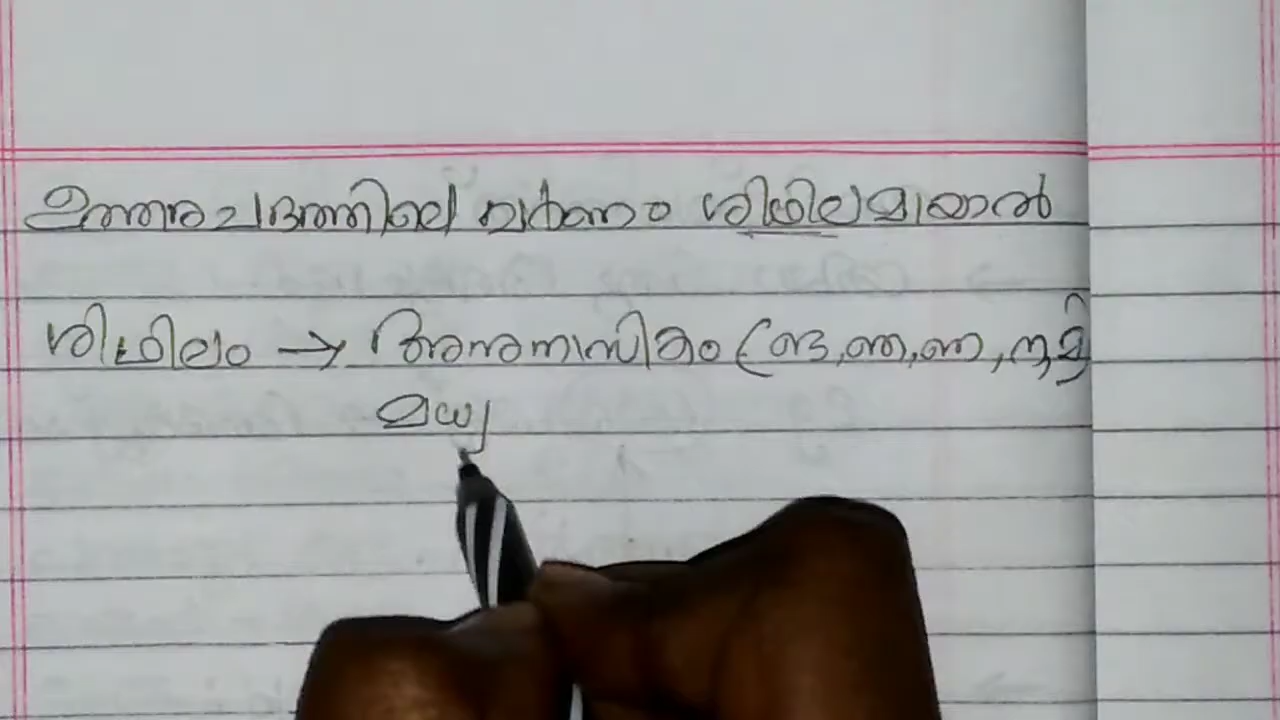 ഉത്തരപദത്തിലെ വർണം ശിഥിലമായാൽ
ശിഥിലം → അനുനാസികം (ങ,ഞ,ണ,ന,മ)
മധ്യ